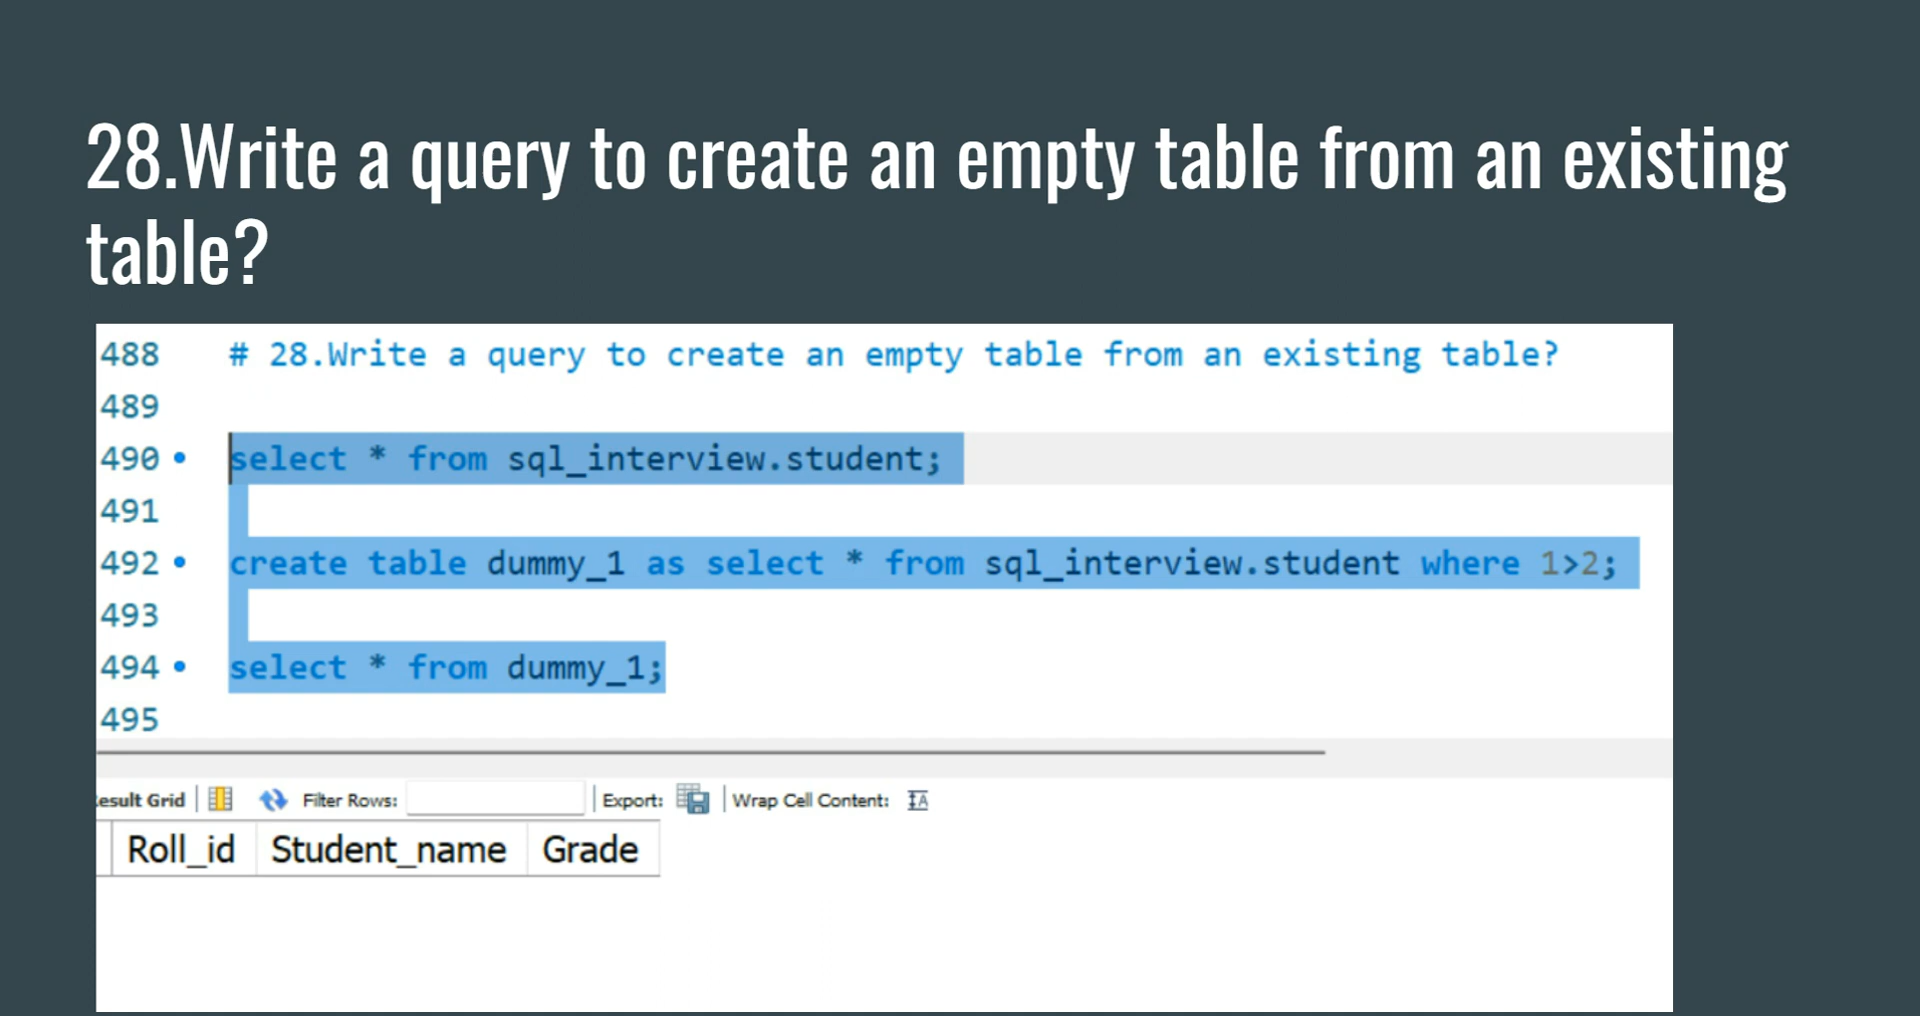 28.Write a query to create an empty table from an existing
table?
488 # 28.Write a query to create an empty table from an existing table?
489
490 select * from sql_interview.student;
491
492 create table dummy_1 as select * from sql_interview.student where 1>2;
493
494 select * from dummy_1;
495
esult Grid Filter Rows: Export: Wrap Cell Content: IA
Roll_id Student_name Grade